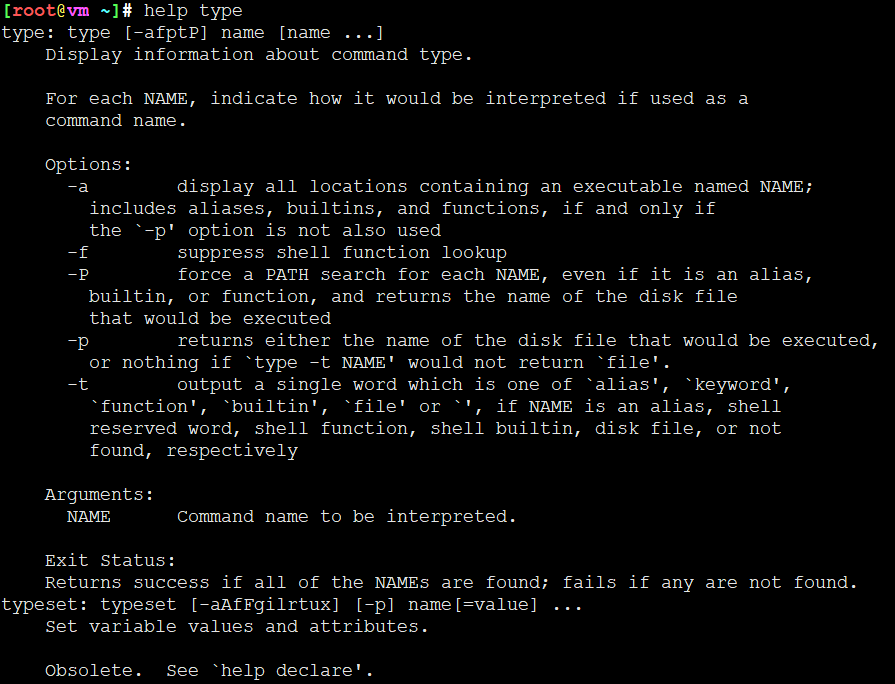 [root@vm ~]# help type
type: type [-afptP] name [name ...]
    Display information about command type.

    For each NAME, indicate how it would be interpreted if used as a
    command name.

    Options:
      -a        display all locations containing an executable named NAME;
        includes aliases, builtins, and functions, if and only if
        the `-p' option is not also used
      -f        suppress shell function lookup
      -P        force a PATH search for each NAME, even if it is an alias,
        builtin, or function, and returns the name of the disk file
        that would be executed
      -p        returns either the name of the disk file that would be executed,
        or nothing if `type -t NAME' would not return `file'.
      -t        output a single word which is one of `alias', `keyword',
        `function', `builtin', `file' or `', if NAME is an alias, shell
        reserved word, shell function, shell builtin, disk file, or not
        found, respectively

    Arguments:
      NAME      Command name to be interpreted.

    Exit Status:
    Returns success if all of the NAMEs are found; fails if any are not found.
typeset: typeset [-aAfFgilrtux] [-p] name[=value] ...
    Set variable values and attributes.

    Obsolete.  See `help declare'.